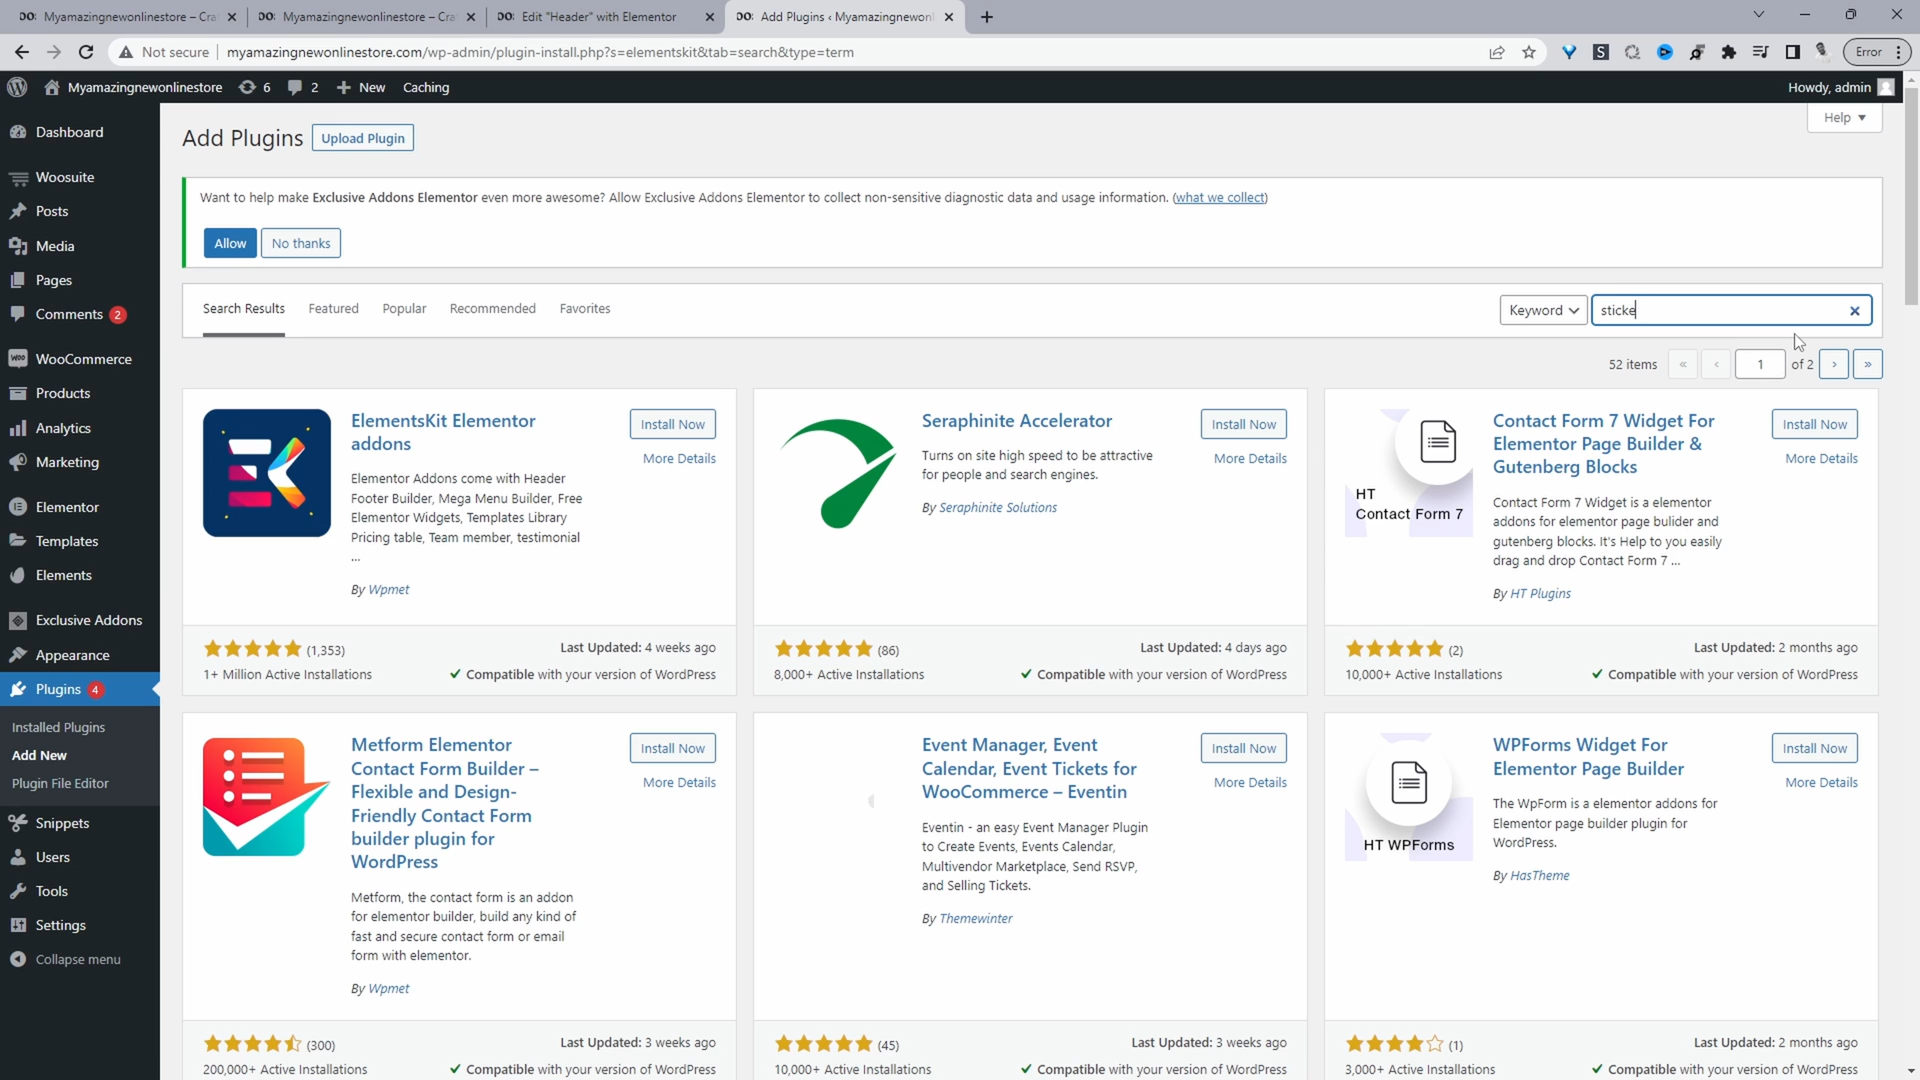 Myamazingnewonlinestore – Cra
Myamazingnewonlinestore – Cra
Edit "Header" with Elementor
Add Plugins ‹ Myamazingnewonl
Not secure
myamazingnewonlinestore.com/wp-admin/plugin-install.php?s=elementskit&tab=search&type=term
Error
Myamazingnewonlinestore
6
2
New
Caching
Howdy, admin
Dashboard
Woosuite
Posts
Media
Pages
Comments 2
WooCommerce
Products
Analytics
Marketing
Elementor
Templates
Elements
Exclusive Addons
Appearance
Plugins 4
Installed Plugins
Add New
Plugin File Editor
Snippets
Users
Tools
Settings
Collapse menu
Add Plugins
Upload Plugin
Help
Want to help make Exclusive Addons Elementor even more awesome? Allow Exclusive Addons Elementor to collect non-sensitive diagnostic data and usage information. (what we collect)
Allow
No thanks
Search Results
Featured
Popular
Recommended
Favorites
Keyword
sticke
52 items
«
‹
1
of 2
›
»
ElementsKit Elementor
addons
Install Now
More Details
Elementor Addons come with Header
Footer Builder, Mega Menu Builder, Free
Elementor Widgets, Templates Library
Pricing table, Team member, testimonial
...
By Wpmet
(1,353)
1+ Million Active Installations
Last Updated: 4 weeks ago
Compatible with your version of WordPress
Seraphinite Accelerator
Install Now
More Details
Turns on site high speed to be attractive
for people and search engines.
By Seraphinite Solutions
(86)
8,000+ Active Installations
Last Updated: 4 days ago
Compatible with your version of WordPress
HT
Contact Form 7
Contact Form 7 Widget For
Elementor Page Builder &
Gutenberg Blocks
Install Now
More Details
Contact Form 7 Widget is a elementor
addons for elementor page builder and
gutenberg blocks. It's Help to you easily
drag and drop Contact Form 7 ...
By HT Plugins
(2)
10,000+ Active Installations
Last Updated: 2 months ago
Compatible with your version of WordPress
Metform Elementor
Contact Form Builder –
Flexible and Design-
Friendly Contact Form
builder plugin for
WordPress
Install Now
More Details
Metform, the contact form is an addon
for elementor builder, build any kind of
fast and secure contact form or email
form with elementor.
By Wpmet
(300)
200,000+ Active Installations
Last Updated: 3 weeks ago
Compatible with your version of WordPress
Event Manager, Event
Calendar, Event Tickets for
WooCommerce – Eventin
Install Now
More Details
Eventin - an easy Event Manager Plugin
to Create Events, Events Calendar,
Multivendor Marketplace, Send RSVP,
and Selling Tickets.
By Themewinter
(45)
10,000+ Active Installations
Last Updated: 3 weeks ago
Compatible with your version of WordPress
HT WPForms
WPForms Widget For
Elementor Page Builder
Install Now
More Details
The WpForm is a elementor addons for
Elementor page builder plugin for
WordPress.
By HasTheme
(1)
3,000+ Active Installations
Last Updated: 2 months ago
Compatible with your version of WordPress